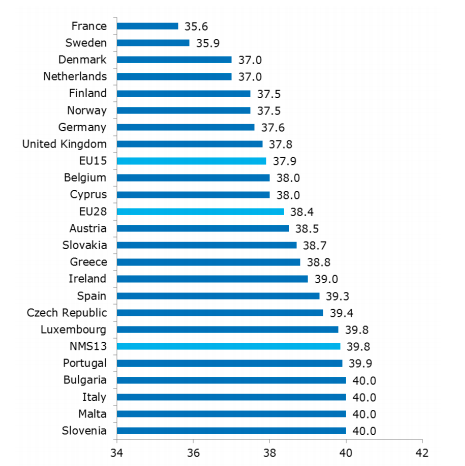 France 35.6
Sweden 35.9
Denmark 37.0
Netherlands 37.0
Finland 37.5
Norway 37.5
Germany 37.6
United Kingdom 37.8
EU15 37.9
Belgium 38.0
Cyprus 38.0
EU28 38.4
Austria 38.5
Slovakia 38.7
Greece 38.8
Ireland 39.0
Spain 39.3
Czech Republic 39.4
Luxembourg 39.8
NMS13 39.8
Portugal 39.9
Bulgaria 40.0
Italy 40.0
Malta 40.0
Slovenia 40.0
34 36 38 40 42